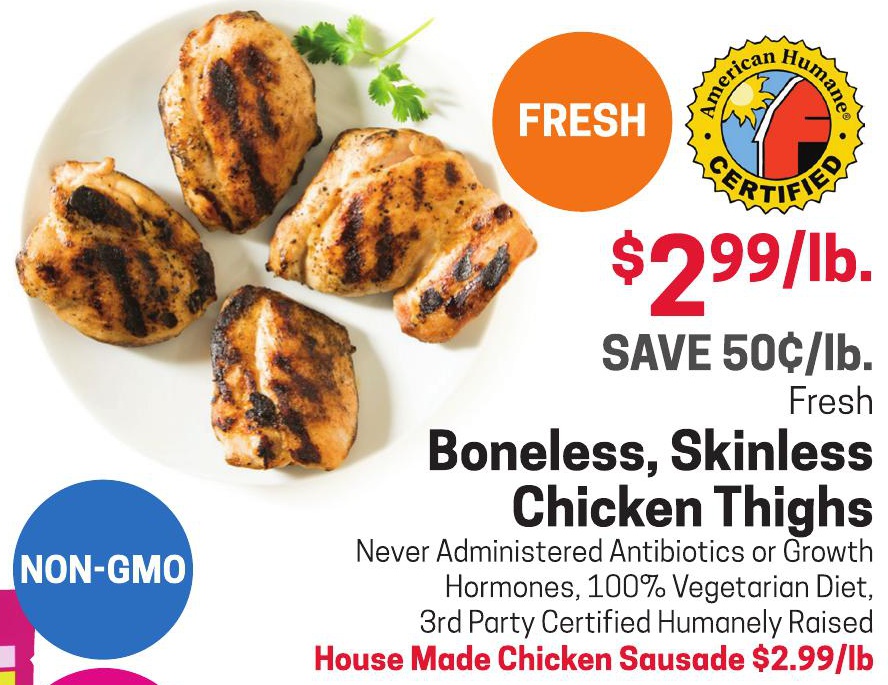 FRESH
American Humane®
CERTIFIED
$2.99/lb.
SAVE 50¢/lb.
Fresh
Boneless, Skinless
Chicken Thighs
NON-GMO
Never Administered Antibiotics or Growth
Hormones, 100% Vegetarian Diet,
3rd Party Certified Humanely Raised
House Made Chicken Sausade $2.99/lb